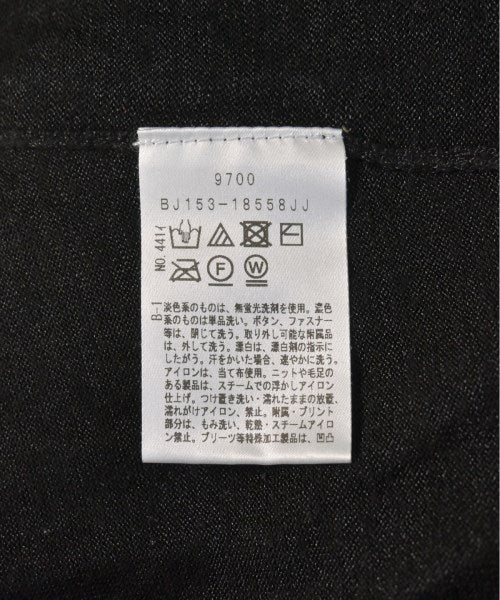 9700
BJ153-18558JJ
NO.441イ
F W
B-1
淡色系のものは、無蛍光洗剤を使用。濃色
系のものは単品洗い。ボタン、ファスナー
等は、閉じて洗う。取り外し可能な附属品
は、外して洗う。漂白は、漂白剤の指示に
したがう。汗をかいた場合、速やかに洗う。
アイロンは、当て布使用。ニットや毛足の
ある製品は、スチームでの浮かしアイロン
仕上げ。つけ置き洗い・濡れたままの放置、
濡れがけアイロン、禁止。附属・プリント
部分は、もみ洗い、乾熱・スチームアイロ
ン禁止。プリーツ等特殊加工製品は、凹凸